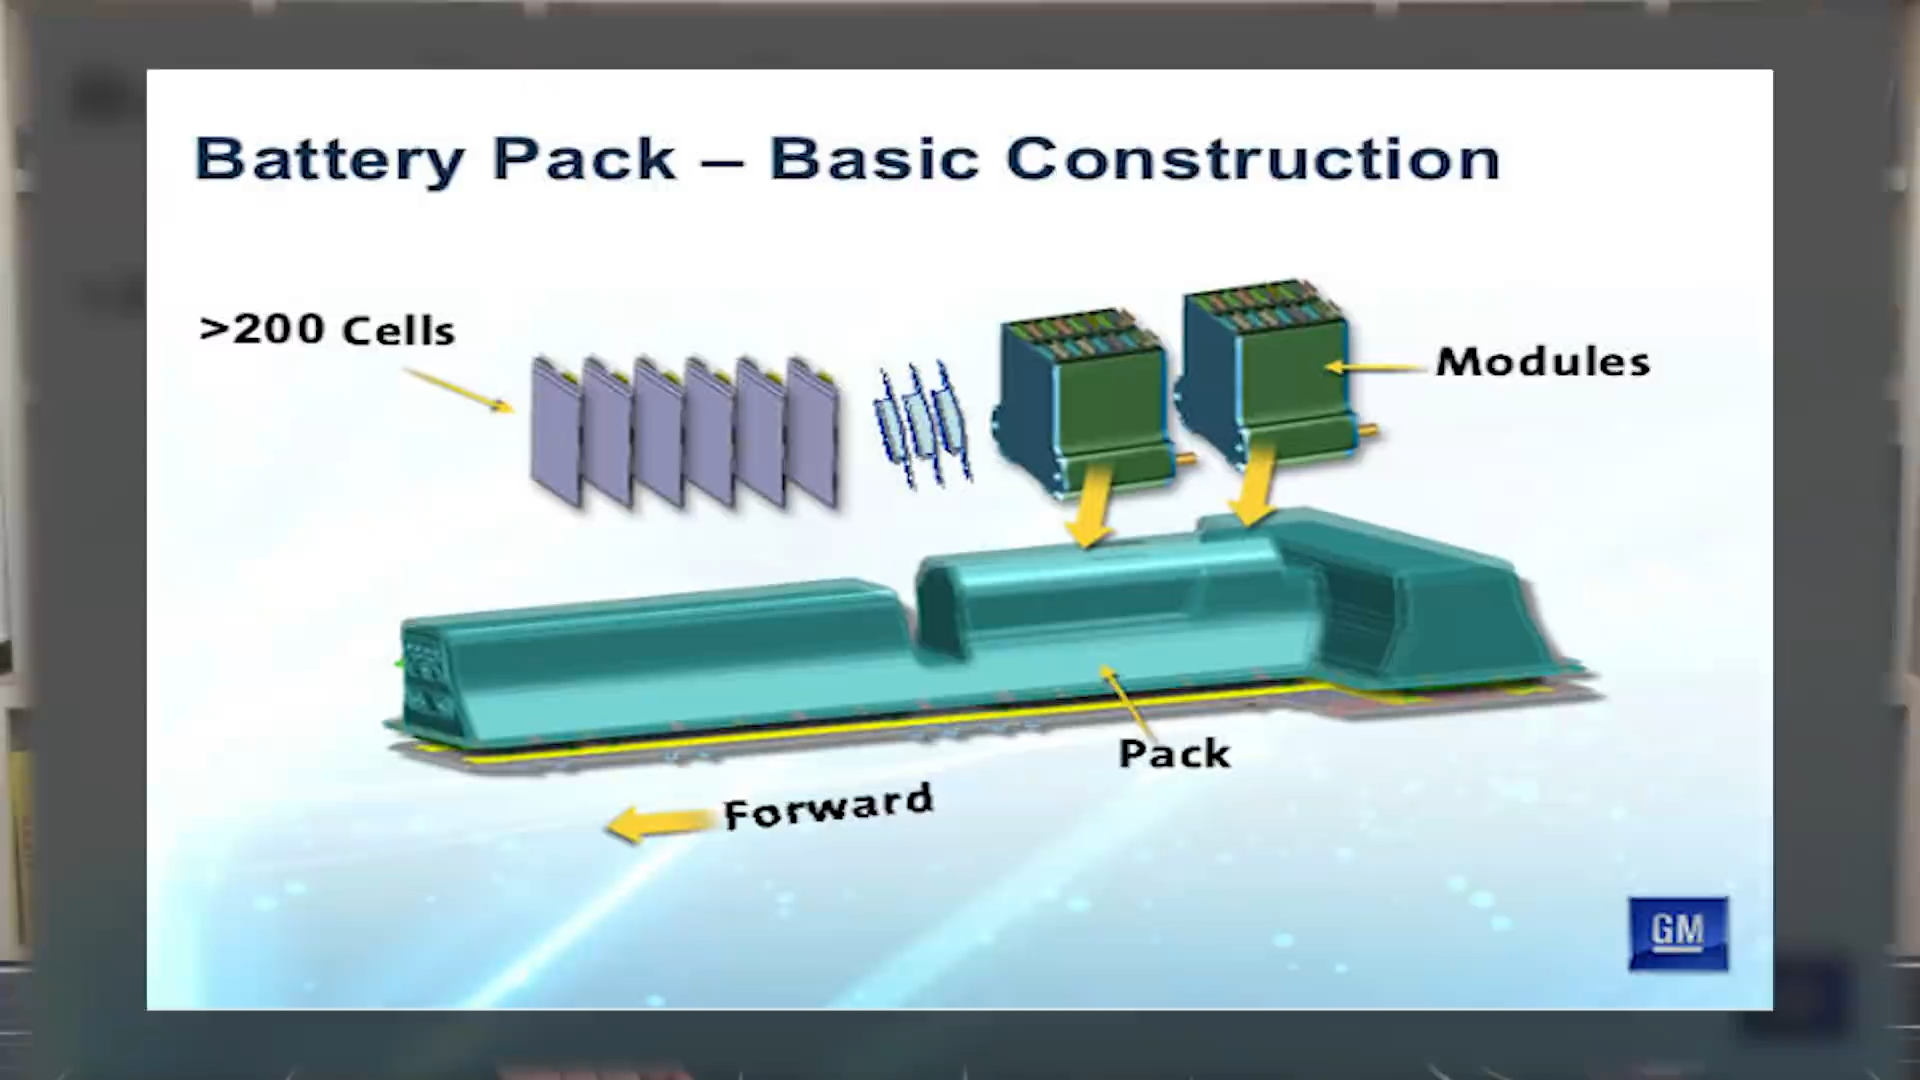 Battery Pack – Basic Construction
>200 Cells
Modules
Pack
Forward
GM